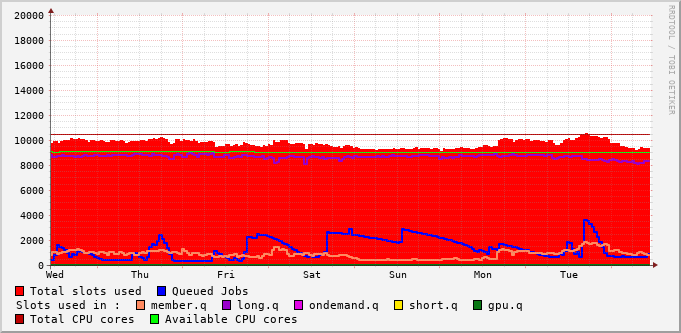 RRDTOOL / TOBI OETIKER
20000
18000
16000
14000
12000
10000
8000
6000
4000
2000
0
Wed Thu Fri Sat Sun Mon Tue
Total slots used Queued Jobs
Slots used in : member.q long.q ondemand.q short.q gpu.q
Total CPU cores Available CPU cores